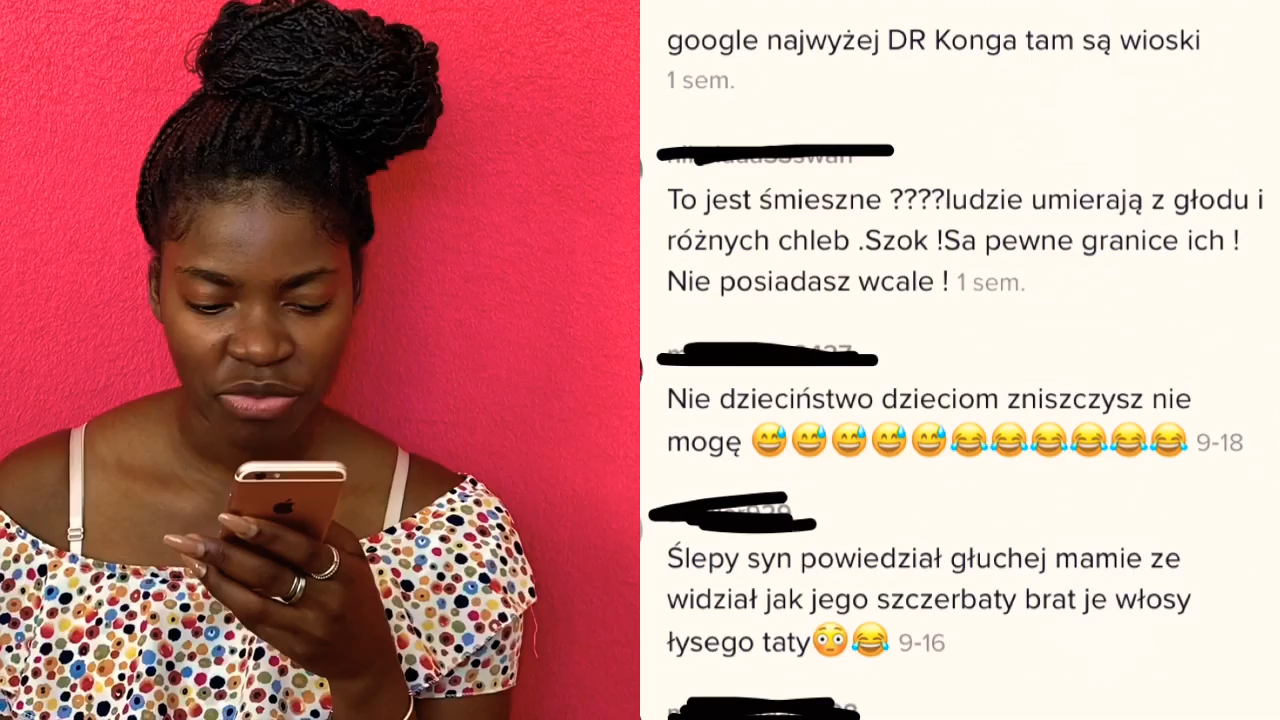 google najwyżej DR Konga tam są wioski
1 sem.
To jest śmieszne ????ludzie umierają z głodu i
różnych chleb .Szok !Sa pewne granice ich !
Nie posiadasz wcale ! 1 sem.
Nie dzieciństwo dzieciom zniszczysz nie
mogę 😅😅😅😅😅😂😂😂😂😂😂 9-18
Ślepy syn powiedział głuchej mamie ze
widział jak jego szczerbaty brat je włosy
łysego taty😳😂 9-16